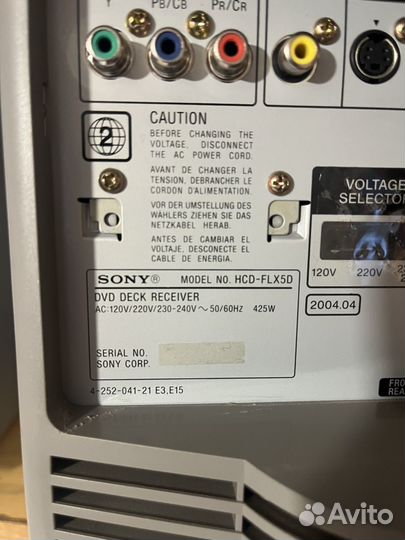 Y PB/CB PR/CR
2
CAUTION
BEFORE CHANGING THE
VOLTAGE, DISCONNECT
THE AC POWER CORD.
AVANT DE CHANGER LA
TENSION, DEBRANCHER LE
CORDON D'ALIMENTATION.
VOR DER UMSTELLUNG DES
WÄHLERS ZIEHEN SIE DAS
NETZKABEL HERAB.
ANTES DE CAMBIAR EL
VOLTAJE, DESCONECTE EL
CABLE DE ENERGIA.
VOLTAGE
SELECTOR
120V 220V
2004.04
SONY® MODEL NO. HCD-FLX5D
DVD DECK RECEIVER
AC:120V/220V/230-240V ~ 50/60Hz 425W
SERIAL NO.
SONY CORP.
4-252-041-21 E3,E15
FRO
REA
Avito